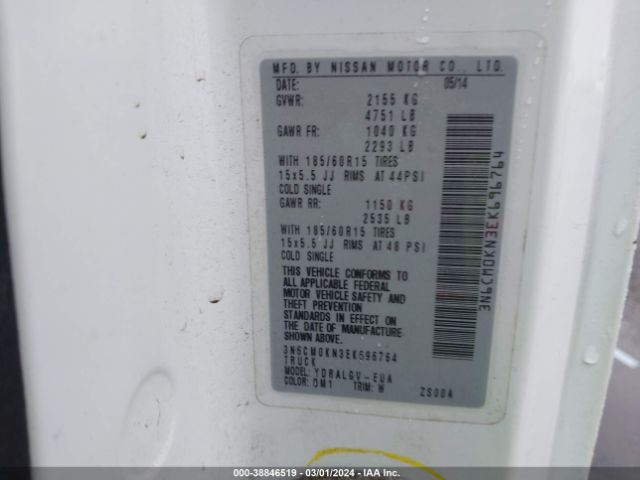 MFD. BY NISSAN MOTOR CO., LTD.
DATE: 05/14
GVWR: 2155 KG
4751 LB
GAWR FR: 1040 KG
2293 LB
WITH 185/60R15 TIRES
15x5.5 JJ RIMS AT 44PSI
COLD SINGLE
GAWR RR: 1150 KG
2535 LB
WITH 185/60R15 TIRES
15x5.5 JJ RIMS AT 48 PSI
COLD SINGLE
THIS VEHICLE CONFORMS TO
ALL APPLICABLE FEDERAL
MOTOR VEHICLE SAFETY AND
THEFT PREVENTION
STANDARDS IN EFFECT ON
THE DATE OF MANUFACTURE
SHOWN ABOVE.
3N6CM0KN3EK696764
TRUCK
MODEL: YDRALGV-EUA
COLOR: QM1 TRIM: W ZS00A
3N6CM0KN3EK696764
000-38846519 - 03/01/2024 - IAA Inc.